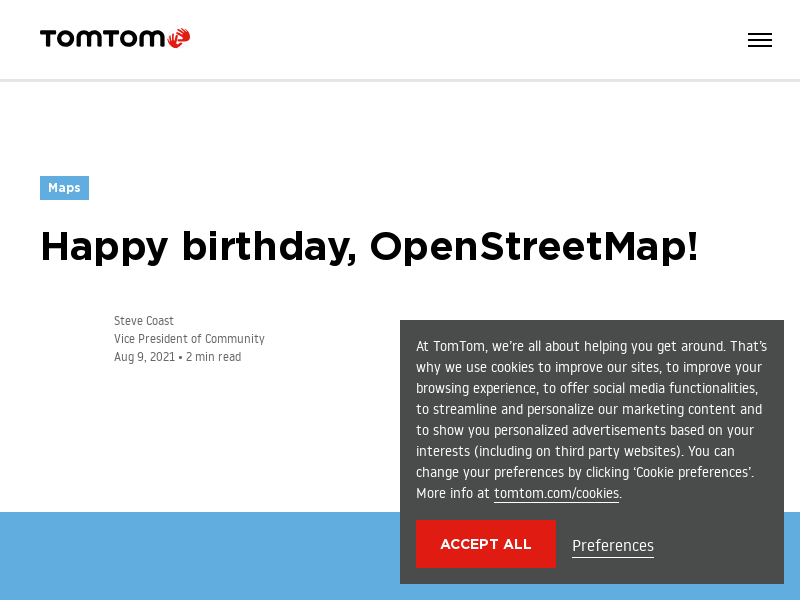 TOMTOM
Maps
Happy birthday, OpenStreetMap!
Steve Coast
Vice President of Community
Aug 9, 2021 • 2 min read
At TomTom, we’re all about helping you get around. That’s
why we use cookies to improve our sites, to improve your
browsing experience, to offer social media functionalities,
to streamline and personalize our marketing content and
to show you personalized advertisements based on your
interests (including on third party websites). You can
change your preferences by clicking ‘Cookie preferences’.
More info at tomtom.com/cookies.
ACCEPT ALL
Preferences